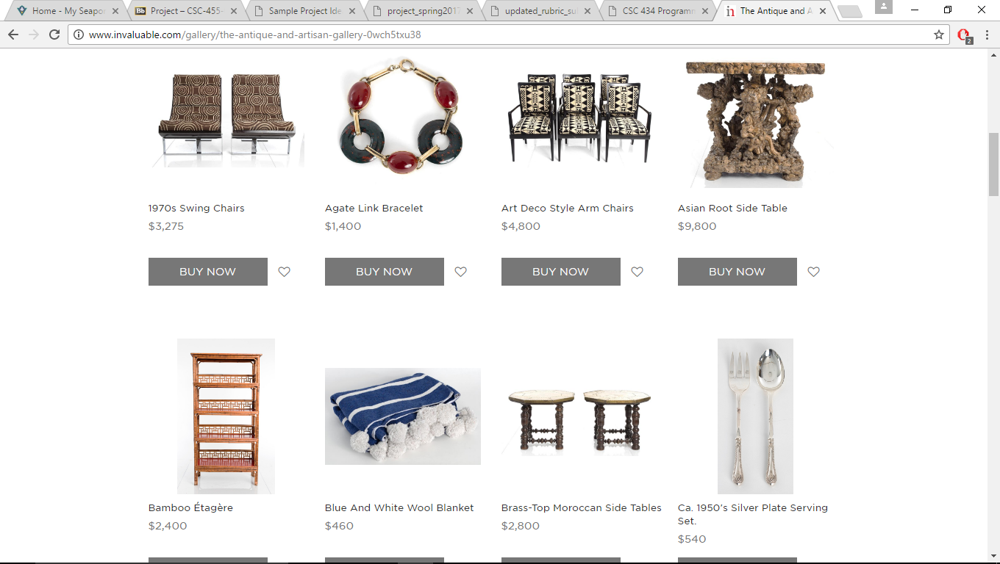 Home - My Seapor
Project – CSC-455-
Sample Project Ide
project_spring2017
updated_rubric_su
CSC 434 Programm
The Antique and A
www.invaluable.com/gallery/the-antique-and-artisan-gallery-0wch5txu38
2
1970s Swing Chairs
$3,275
BUY NOW
Agate Link Bracelet
$1,400
BUY NOW
Art Deco Style Arm Chairs
$4,800
BUY NOW
Asian Root Side Table
$9,800
BUY NOW
Bamboo Étagère
$2,400
Blue And White Wool Blanket
$460
Brass-Top Moroccan Side Tables
$2,800
Ca. 1950's Silver Plate Serving
Set.
$540